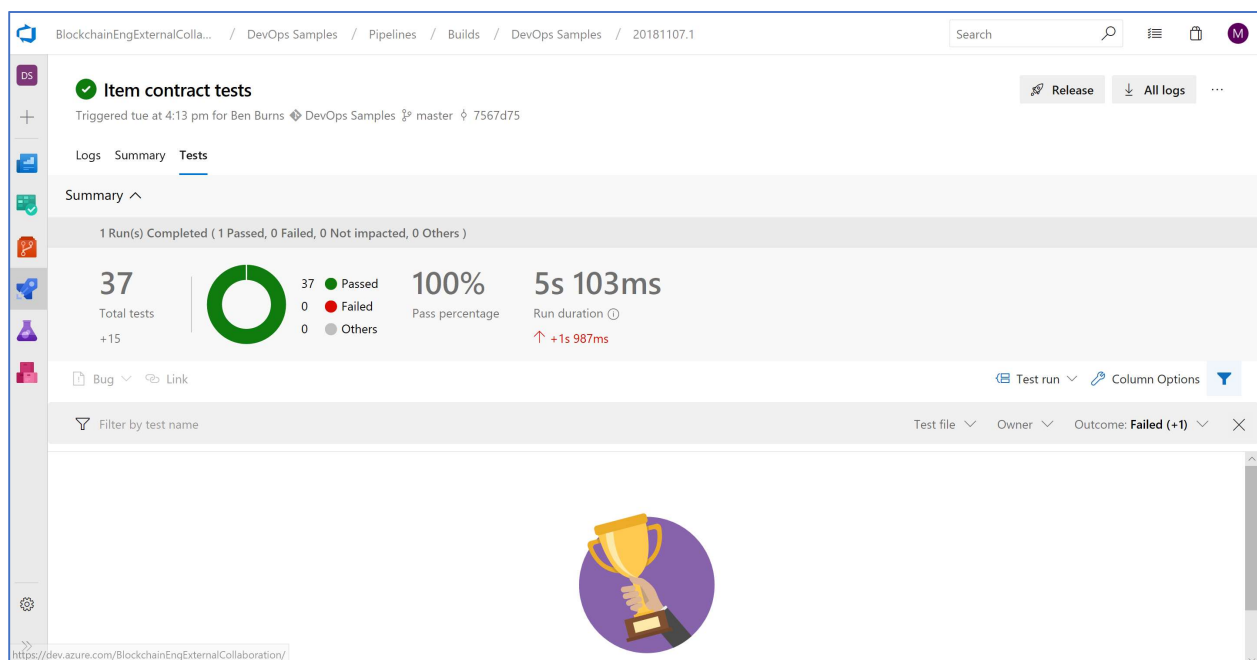 BlockchainEngExternalColla... / DevOps Samples / Pipelines / Builds / DevOps Samples / 20181107.1 Search M
DS
Item contract tests
Release All logs ...
Triggered tue at 4:13 pm for Ben Burns DevOps Samples master 7567d75
Logs Summary Tests
Summary
1 Run(s) Completed ( 1 Passed, 0 Failed, 0 Not impacted, 0 Others )
37 100% 5s 103ms
37 Passed
Total tests 0 Failed Pass percentage Run duration
+15 0 Others +1s 987ms
Bug Link Test run Column Options
Filter by test name Test file Owner Outcome: Failed (+1)
https://dev.azure.com/BlockchainEngExternalCollaboration/